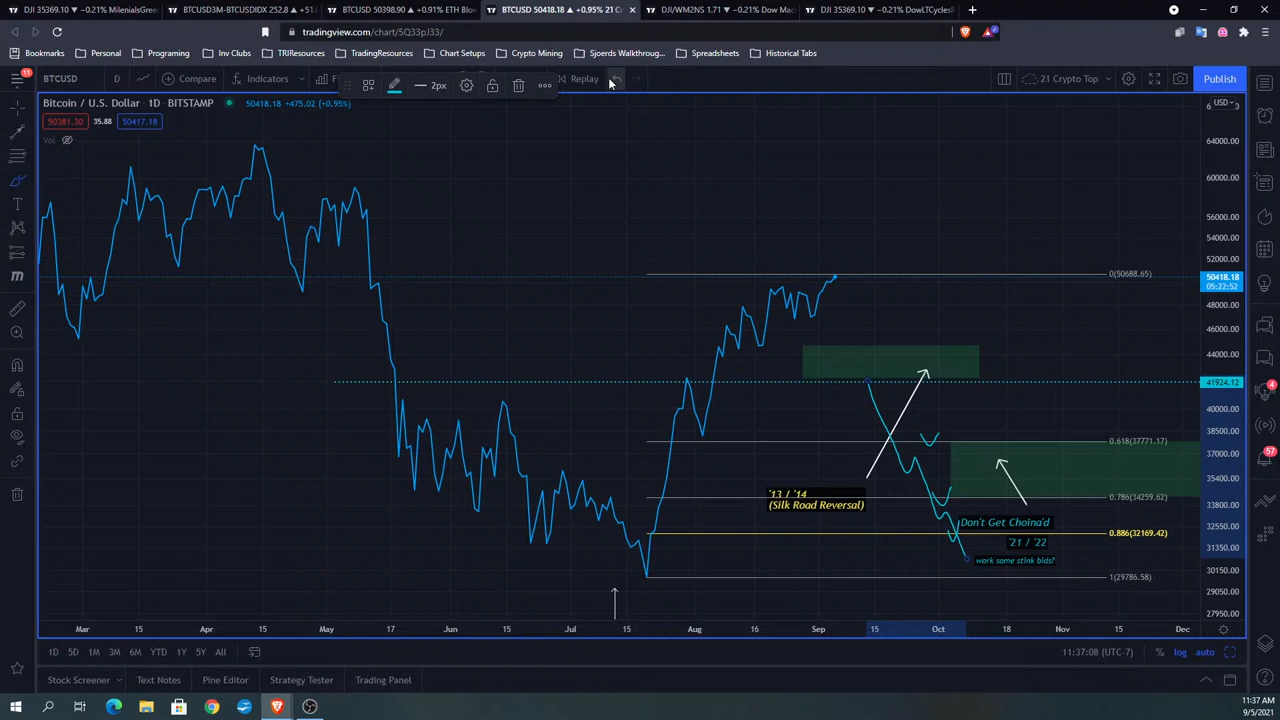 DJI 35369.10 ▼ −0.21% MilenialsGree
BTCUSD3M-BTCUSDIDX 252.8 ▲ +51.
BTCUSD 50398.90 ▲ +0.91% ETH Blow
BTCUSD 50418.18 ▲ +0.95% 21 C
DJI/WM2NS 1.71 ▼ −0.21% Dow Mac
DJI 35369.10 ▼ −0.21% DowLTCyclesF
tradingview.com/chart/5Q33pJ33/
Bookmarks
Personal
Programing
Inv Clubs
TRIResources
TradingResources
Chart Setups
Crypto Mining
Sjoerds Walkthroug...
Spreadsheets
Historical Tabs
11
BTCUSD
D
Compare
Indicators
2px
Replay
21 Crypto Top
Publish
Bitcoin / U.S. Dollar · 1D · BITSTAMP
50418.18 +475.02 (+0.95%)
USD
50381.30
35.88
50417.18
Vol
64000.00
60000.00
56000.00
54000.00
52000.00
0(50688.65)
50418.18
05:22:52
48000.00
46000.00
44000.00
41924.12
4
40000.00
57
38500.00
0.618(37771.17)
37000.00
35400.00
'13 / '14
(Silk Road Reversal)
0.786(34259.62)
33800.00
Don't Get Choina'd
'21 / '22
work some stink bids?
0.886(32169.42)
32550.00
31350.00
30150.00
1(29786.58)
29050.00
27950.00
Mar
15
Apr
15
May
17
Jun
15
Jul
15
Aug
16
Sep
15
Oct
18
Nov
15
Dec
1D
5D
1M
3M
6M
YTD
1Y
5Y
All
11:37:08 (UTC-7)
%
log
auto
Stock Screener
Text Notes
Pine Editor
Strategy Tester
Trading Panel
11:37 AM
9/5/2021